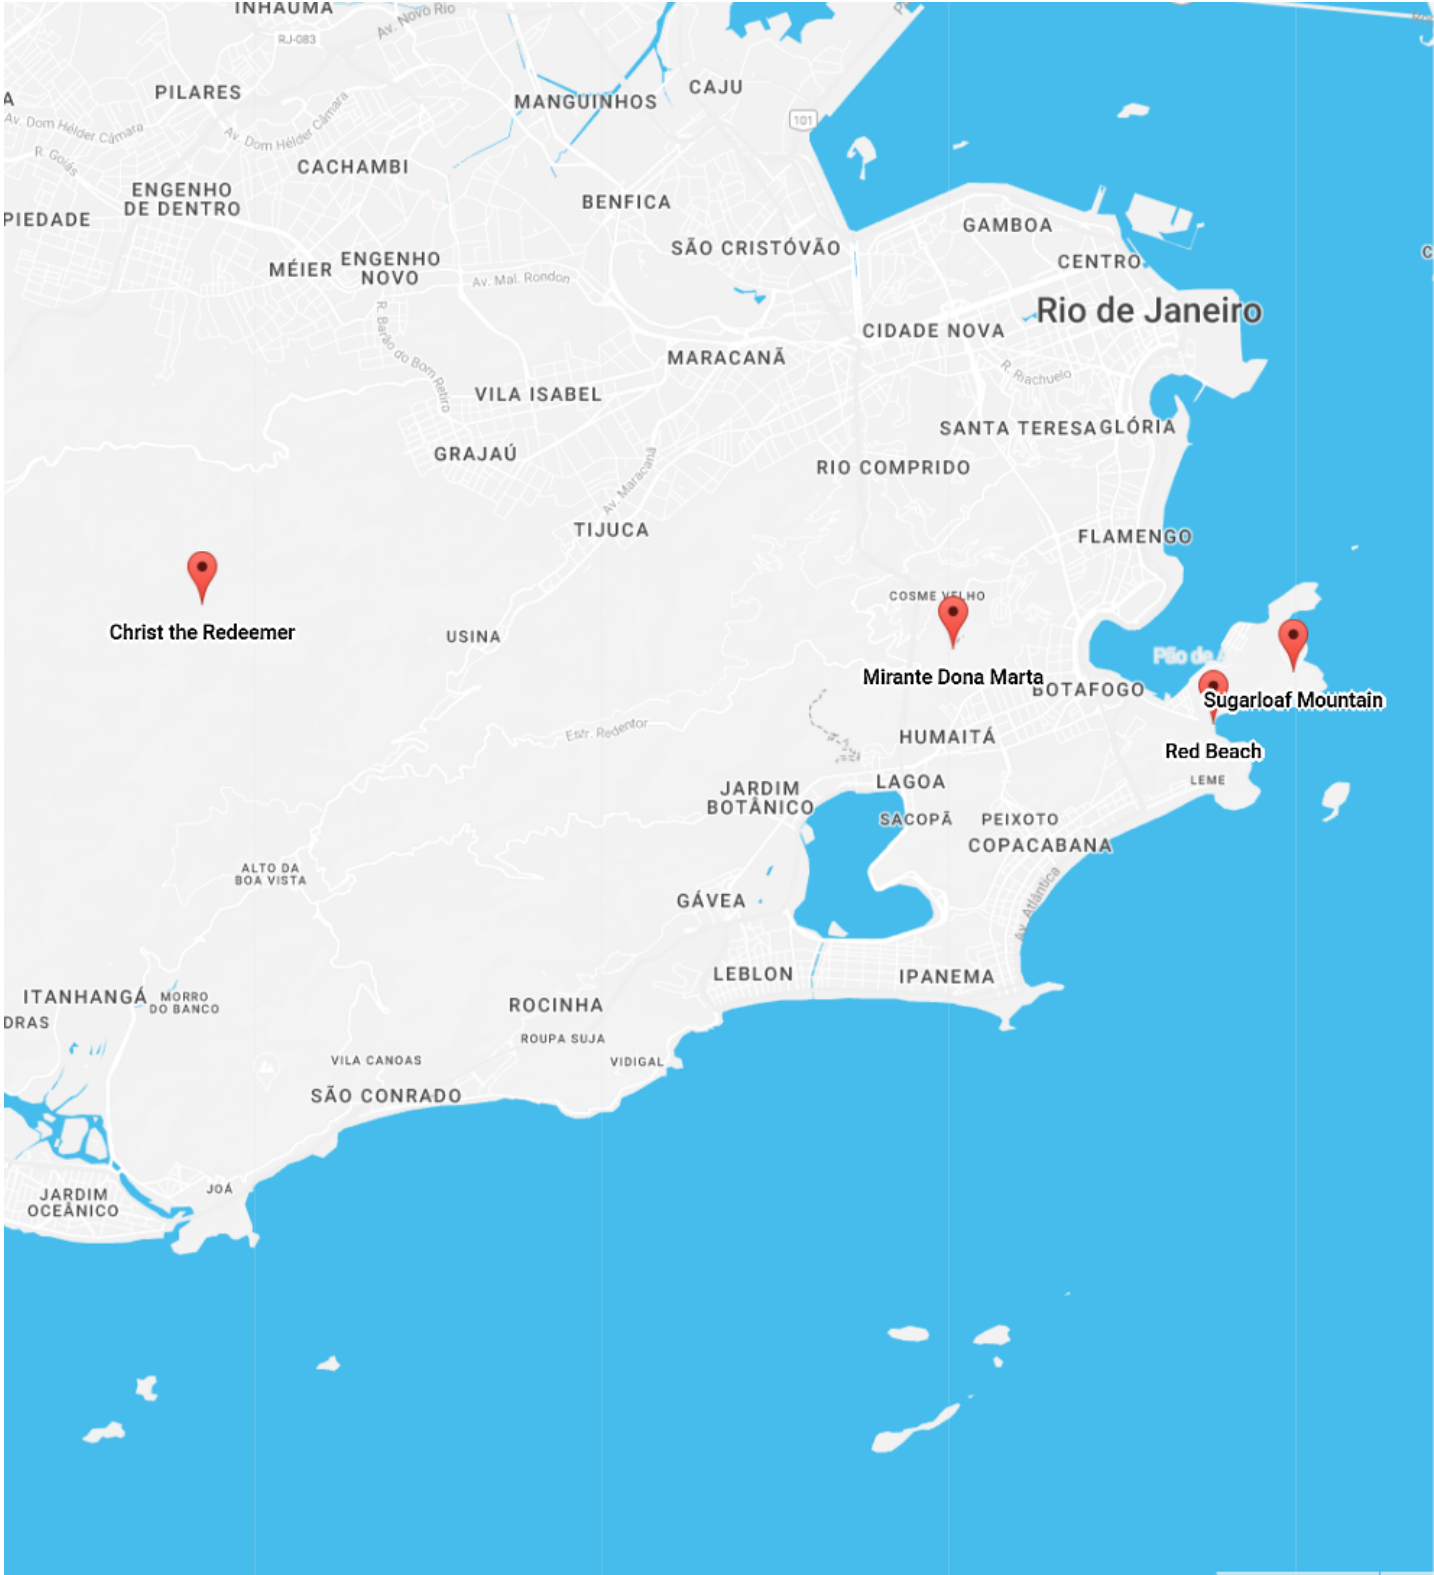 INHAÚMA
Av. Novo Rio
RJ-083
PILARES
CAJU
MANGUINHOS
A
101
Av. Dom Hélder Câmara
Av. Dom Hélder Câmara
R. Goiás
CACHAMBI
ENGENHO
DE DENTRO
BENFICA
PIEDADE
GAMBOA
SÃO CRISTÓVÃO
ENGENHO
NOVO
MÉIER
CENTRO
Av. Mal. Rondon
Rio de Janeiro
CIDADE NOVA
R. Barão do Bom Retiro
MARACANÃ
R. Riachuelo
VILA ISABEL
SANTA TERESA
GLÓRIA
GRAJAÚ
RIO COMPRIDO
Av. Maracanã
TIJUCA
FLAMENGO
COSME VELHO
Christ the Redeemer
USINA
Pão de
Mirante Dona Marta
BOTAFOGO
Sugarloaf Mountain
Estr. Redentor
HUMAITÁ
Red Beach
LEME
LAGOA
JARDIM
BOTÂNICO
SACOPÃ
PEIXOTO
COPACABANA
ALTO DA
BOA VISTA
GÁVEA
Av. Atlântica
LEBLON
IPANEMA
ITANHANGÁ
MORRO
DO BANCO
ROCINHA
DRAS
ROUPA SUJA
VILA CANOAS
VIDIGAL
SÃO CONRADO
JOÁ
JARDIM
OCEÂNICO